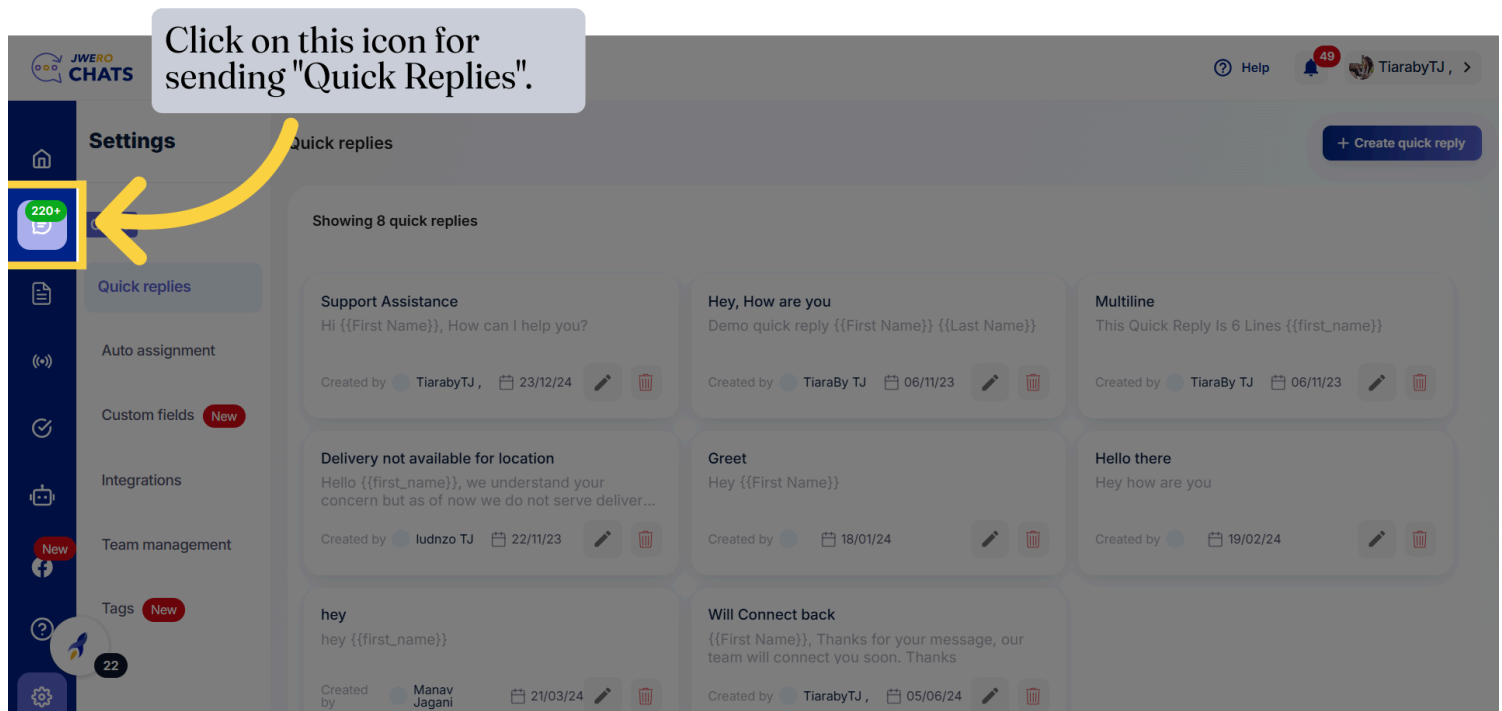 Click on this icon for
sending "Quick Replies".
JWERO
CHATS
Help
49
TiarabyTJ ,
Settings
Quick replies
+ Create quick reply
220+
Showing 8 quick replies
Quick replies
Auto assignment
Custom fields New
Integrations
Team management
Tags New
New
22
Support Assistance
Hi {{First Name}}, How can I help you?
Created by TiarabyTJ , 23/12/24
Hey, How are you
Demo quick reply {{First Name}} {{Last Name}}
Created by TiaraBy TJ 06/11/23
Multiline
This Quick Reply Is 6 Lines {{first_name}}
Created by TiaraBy TJ 06/11/23
Delivery not available for location
Hello {{first_name}}, we understand your
concern but as of now we do not serve deliver...
Created by Iudnzo TJ 22/11/23
Greet
Hey {{First Name}}
Created by 18/01/24
Hello there
Hey how are you
Created by 19/02/24
hey
hey {{first_name}}
Created
by
Manav
Jagani
21/03/24
Will Connect back
{{First Name}}, Thanks for your message, our
team will connect you soon. Thanks
Created by TiarabyTJ , 05/06/24